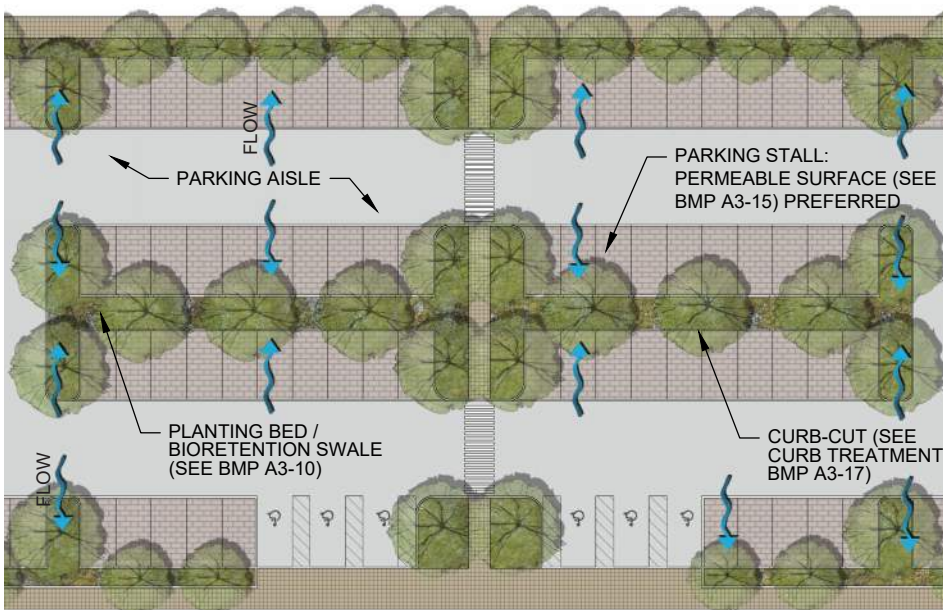 FLOW
PARKING AISLE
PARKING STALL:
PERMEABLE SURFACE (SEE
BMP A3-15) PREFERRED
PLANTING BED /
BIORETENTION SWALE
(SEE BMP A3-10)
CURB-CUT (SEE
CURB TREATMENT
BMP A3-17)
FLOW